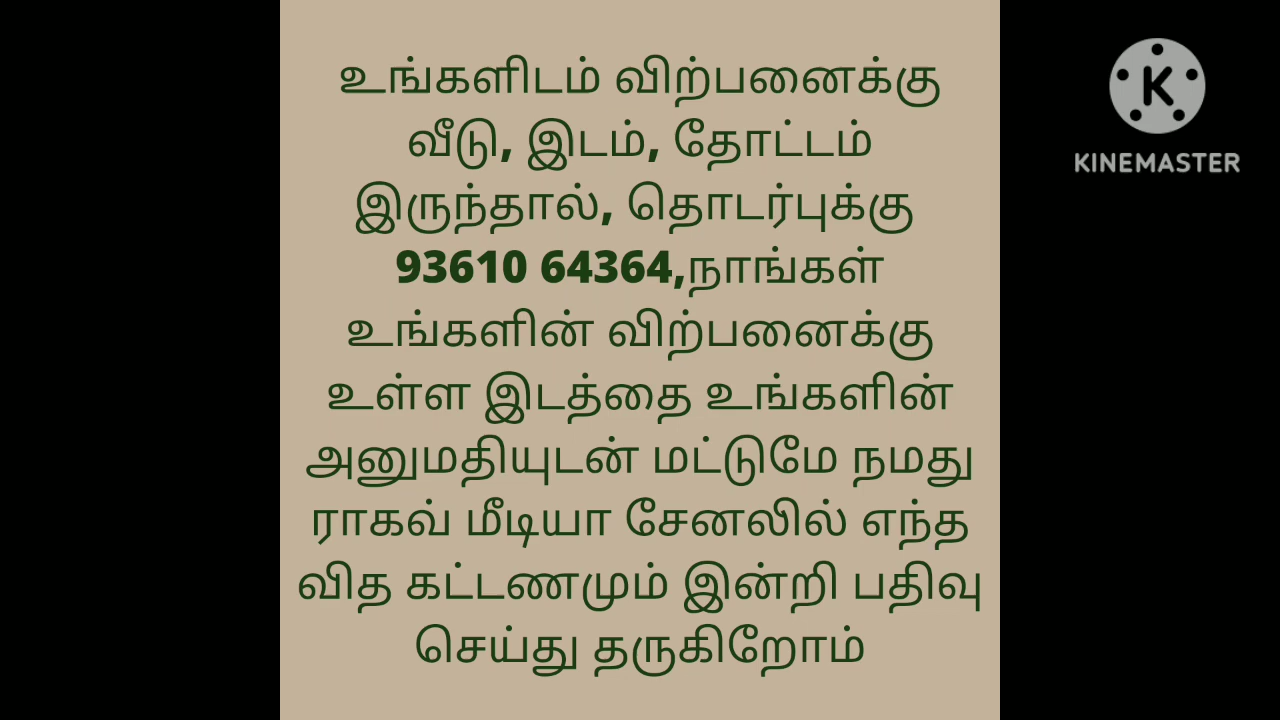 உங்களிடம் விற்பனைக்கு
வீடு, இடம், தோட்டம்
இருந்தால், தொடர்புக்கு
93610 64364,நாங்கள்
உங்களின் விற்பனைக்கு
உள்ள இடத்தை உங்களின்
அனுமதியுடன் மட்டுமே நமது
ராகவ் மீடியா சேனலில் எந்த
வித கட்டணமும் இன்றி பதிவு
செய்து தருகிறோம்
K
KINEMASTER